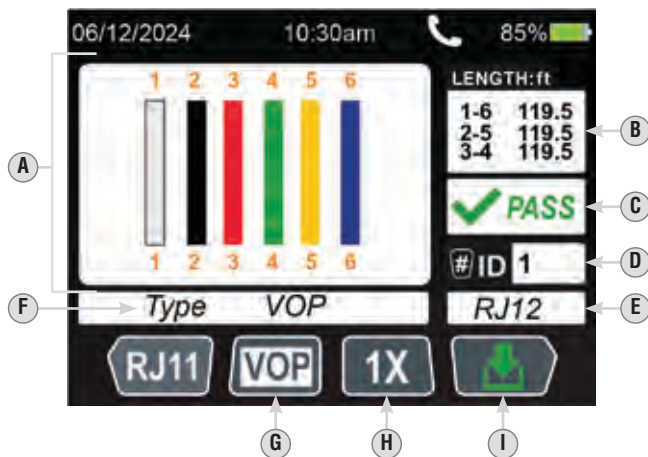 06/12/2024 10:30am 85%
1 2 3 4 5 6
LENGTH:ft
1-6 119.5
2-5 119.5
3-4 119.5
B
A
PASS
C
1 2 3 4 5 6
# ID 1
D
F
Type VOP
RJ12
E
RJ11 VOP 1X
G H I